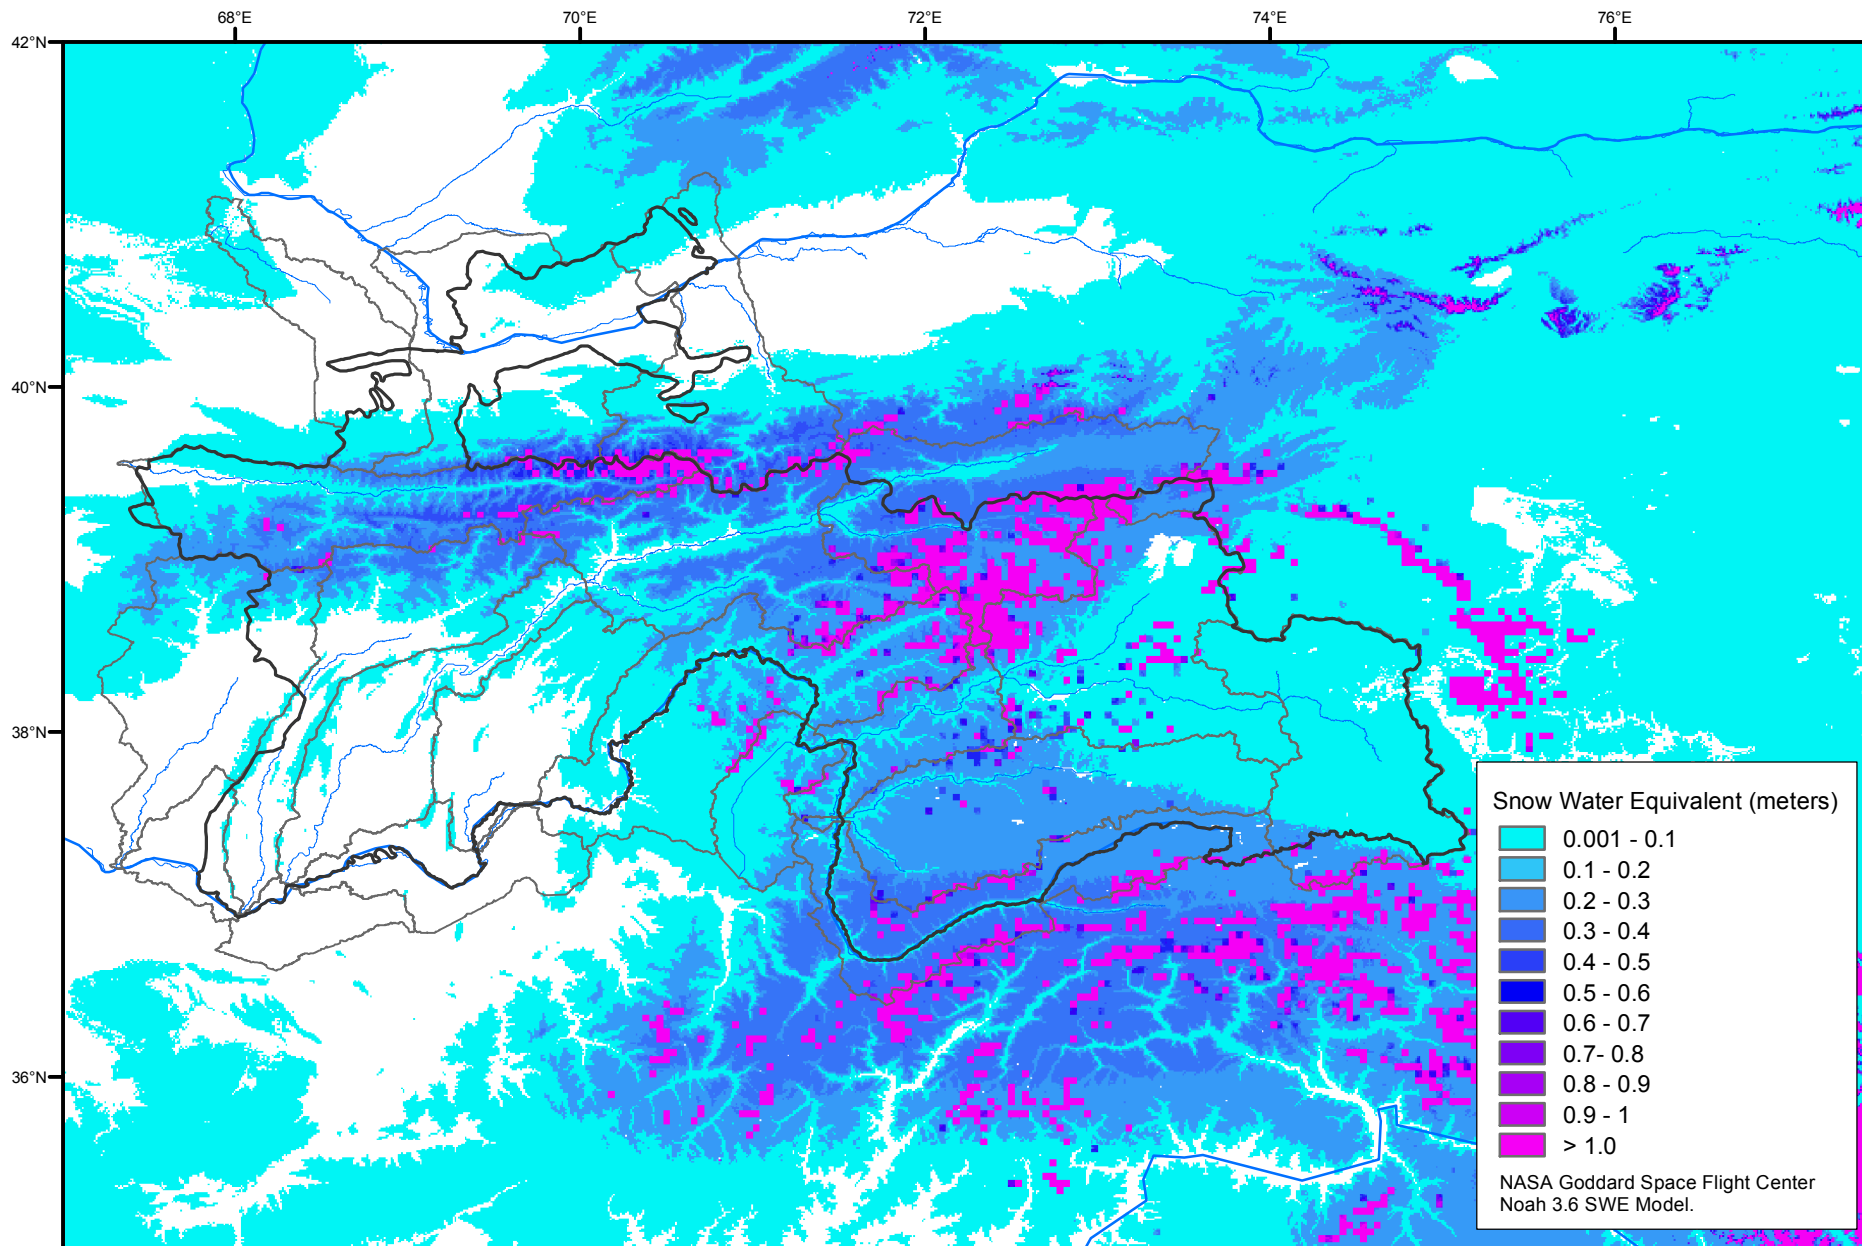 68°E 70°E 72°E 74°E 76°E
42°N
40°N
38°N
36°N
Snow Water Equivalent (meters)
0.001 - 0.1
0.1 - 0.2
0.2 - 0.3
0.3 - 0.4
0.4 - 0.5
0.5 - 0.6
0.6 - 0.7
0.7- 0.8
0.8 - 0.9
0.9 - 1
> 1.0
NASA Goddard Space Flight Center
Noah 3.6 SWE Model.